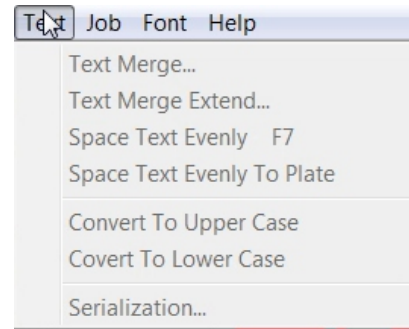 Text Job Font Help
Text Merge...
Text Merge Extend...
Space Text Evenly F7
Space Text Evenly To Plate
Convert To Upper Case
Covert To Lower Case
Serialization...